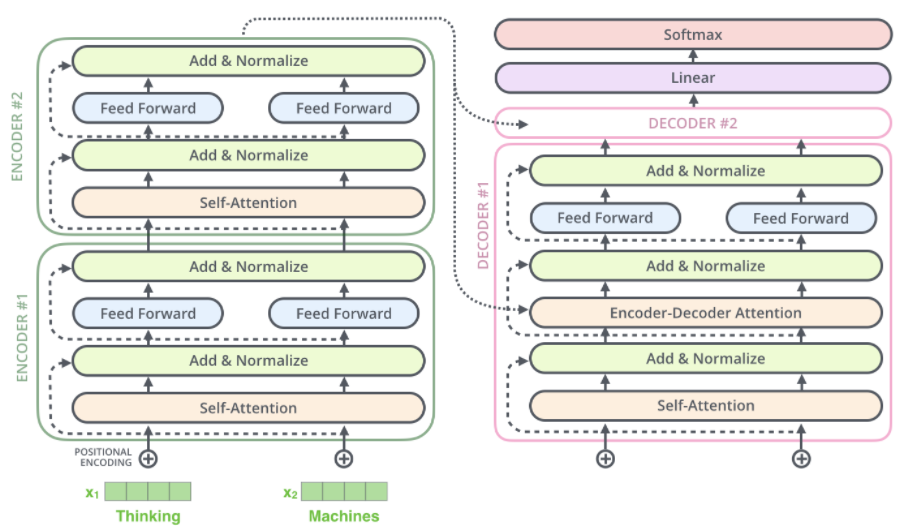 ENCODER #2
Add & Normalize
Feed Forward
Feed Forward
Add & Normalize
Self-Attention
ENCODER #1
Add & Normalize
Feed Forward
Feed Forward
Add & Normalize
Self-Attention
POSITIONAL
ENCODING
x1
x2
Thinking
Machines
Softmax
Linear
DECODER #2
DECODER #1
Add & Normalize
Feed Forward
Feed Forward
Add & Normalize
Encoder-Decoder Attention
Add & Normalize
Self-Attention